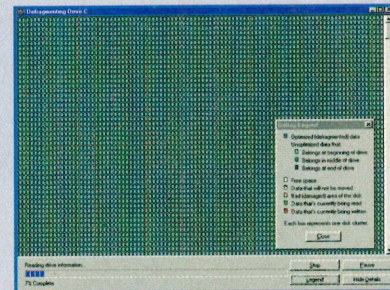 Defragmenting Drive C
Defrag Legend
Optimized (defragmented) data
Unoptimized data that:
Belongs at beginning of drive
Belongs in middle of drive
Belongs at end of drive
Free space
Data that will not be moved
Bad (damaged) area of the disk
Data that's currently being read
Data that's currently being written
Each box represents one disk cluster.
Close
Reading drive information...
7% Complete
Stop
Pause
Legend
Hide Details